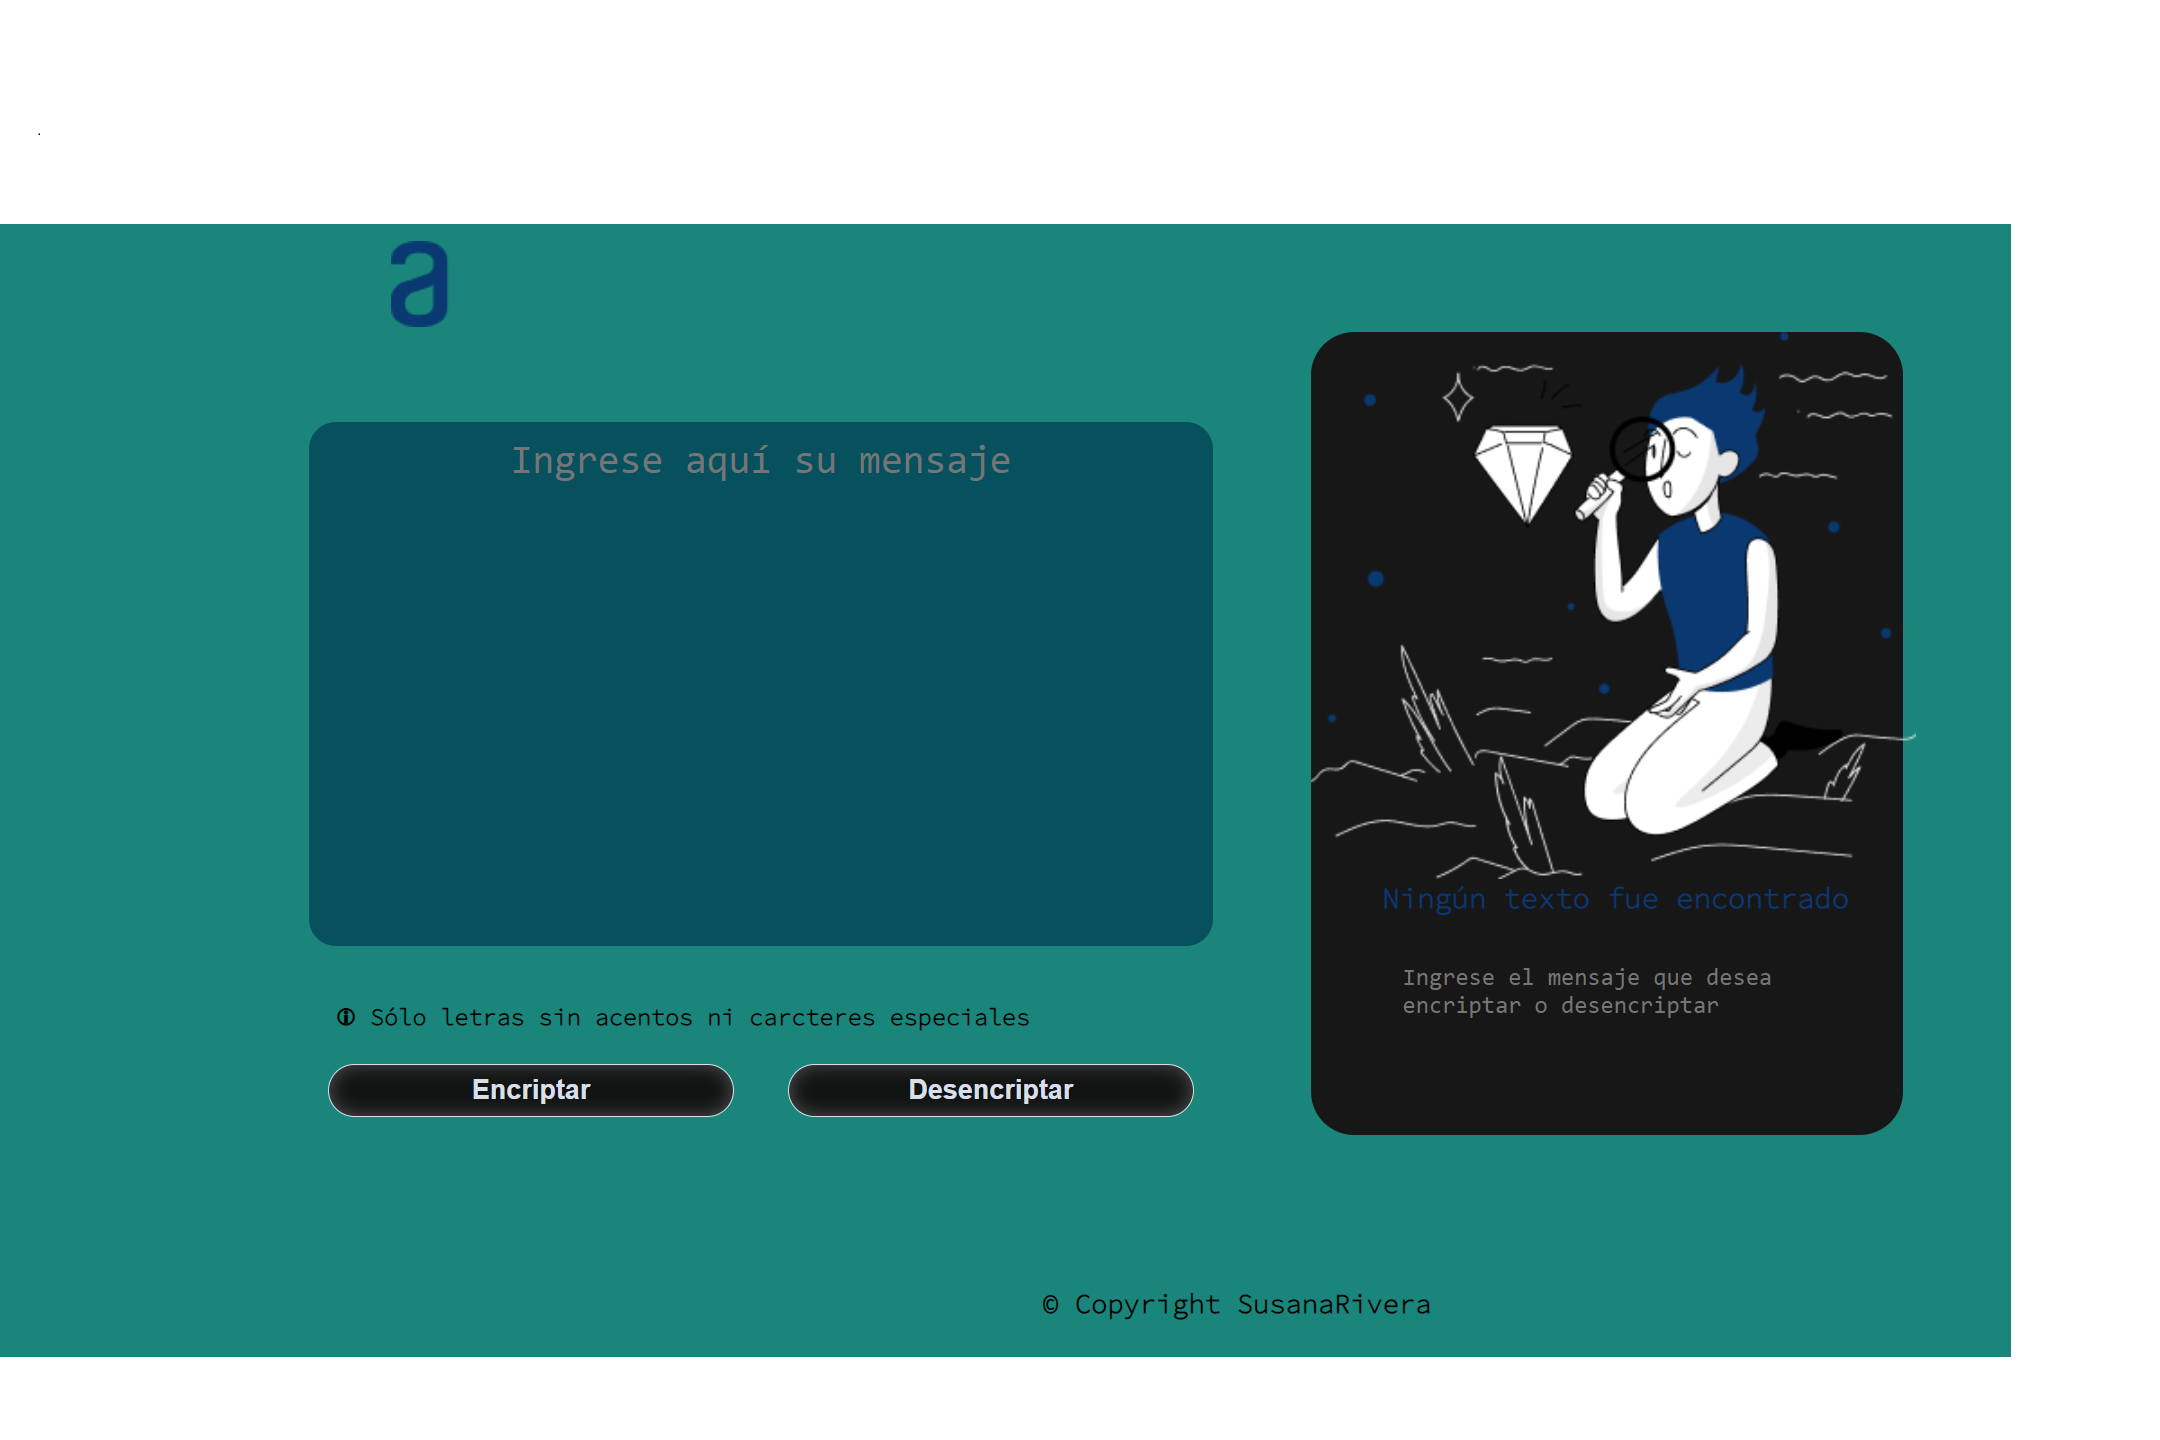 a
Ingrese aquí su mensaje
Sólo letras sin acentos ni carcteres especiales
Encriptar
Desencriptar
Ningún texto fue encontrado
Ingrese el mensaje que desea
encriptar o desencriptar
© Copyright SusanaRivera